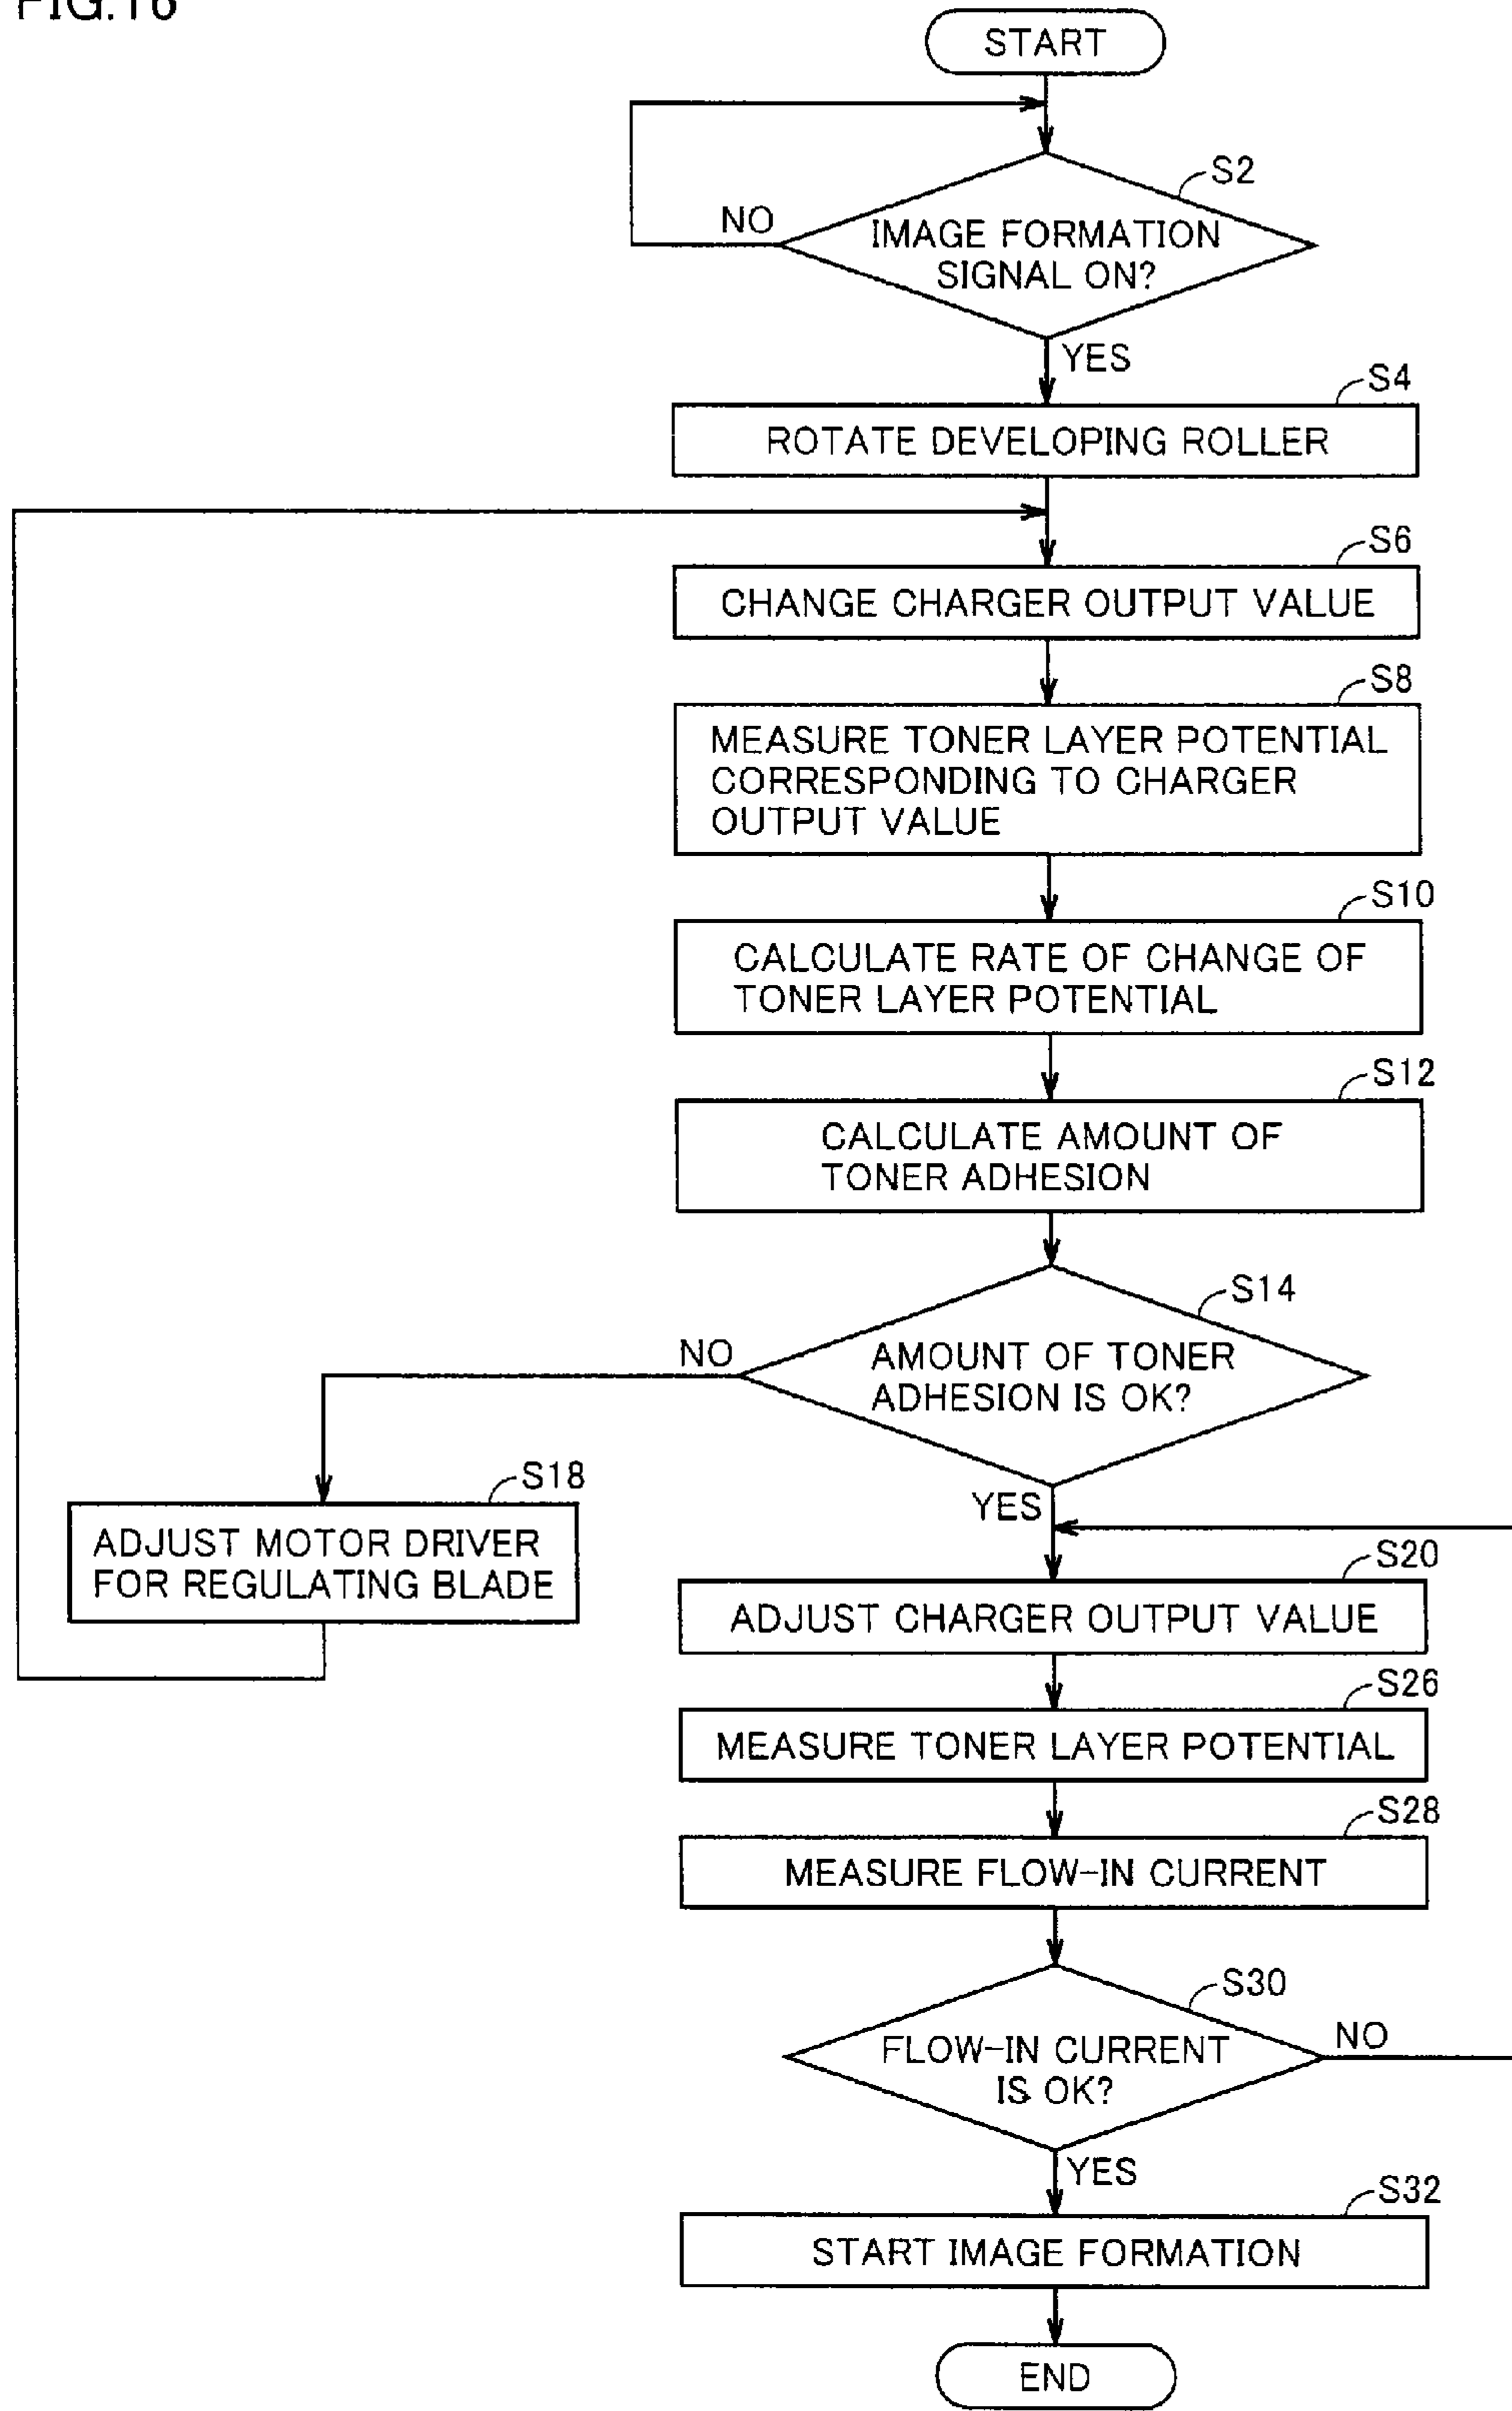 FIG.16
START
S2
NO
IMAGE FORMATION
SIGNAL ON?
YES
S4
ROTATE DEVELOPING ROLLER
S6
CHANGE CHARGER OUTPUT VALUE
S8
MEASURE TONER LAYER POTENTIAL
CORRESPONDING TO CHARGER
OUTPUT VALUE
S10
CALCULATE RATE OF CHANGE OF
TONER LAYER POTENTIAL
S12
CALCULATE AMOUNT OF
TONER ADHESION
S14
NO
AMOUNT OF TONER
ADHESION IS OK?
YES
S18
ADJUST MOTOR DRIVER
FOR REGULATING BLADE
S20
ADJUST CHARGER OUTPUT VALUE
S26
MEASURE TONER LAYER POTENTIAL
S28
MEASURE FLOW-IN CURRENT
S30
NO
FLOW-IN CURRENT
IS OK?
YES
S32
START IMAGE FORMATION
END